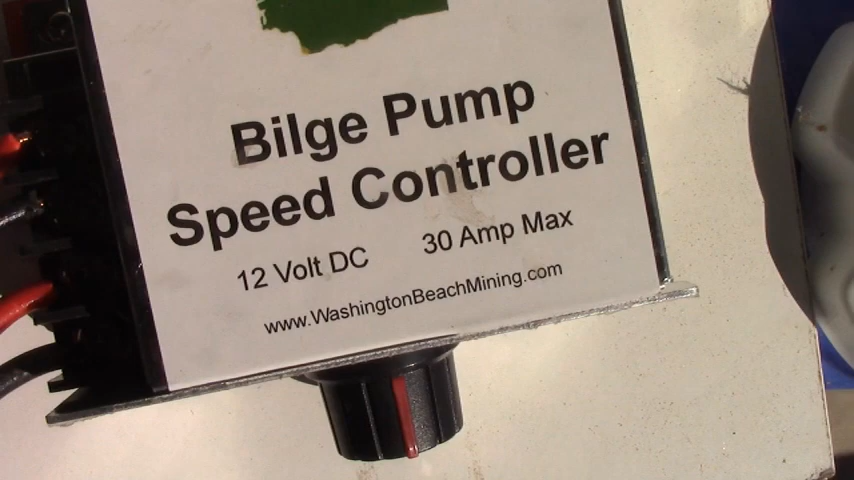 Bilge Pump
Speed Controller
12 Volt DC 30 Amp Max
www.WashingtonBeachMining.com